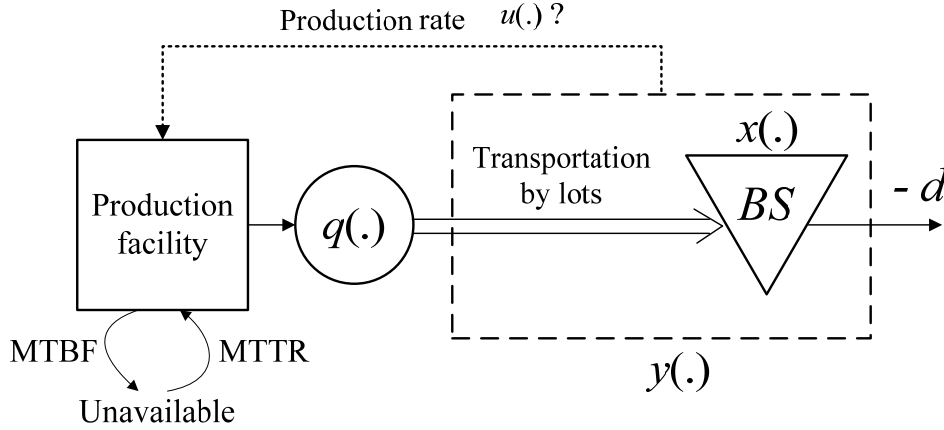 Production rate u(.) ?
x(.)
Transportation
by lots
BS
- d
Production
facility
q(.)
MTBF
MTTR
y(.)
Unavailable